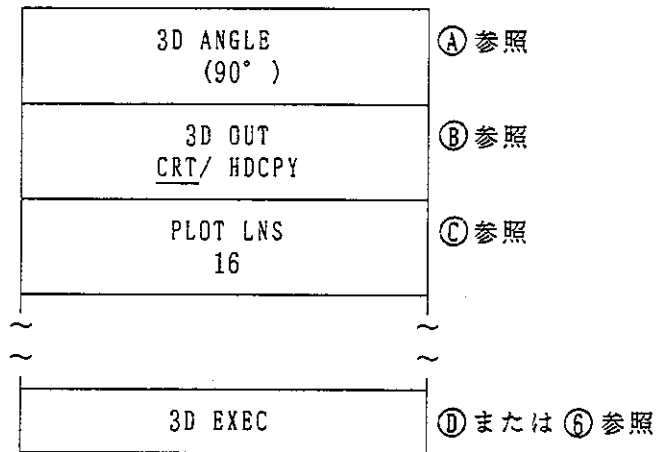 3D ANGLE
(90° )
Ⓐ参照
3D OUT
CRT/ HDCPY
Ⓑ参照
PLOT LNS
16
Ⓒ参照
~ ~
~ ~
3D EXEC
Ⓓまたは⑥参照